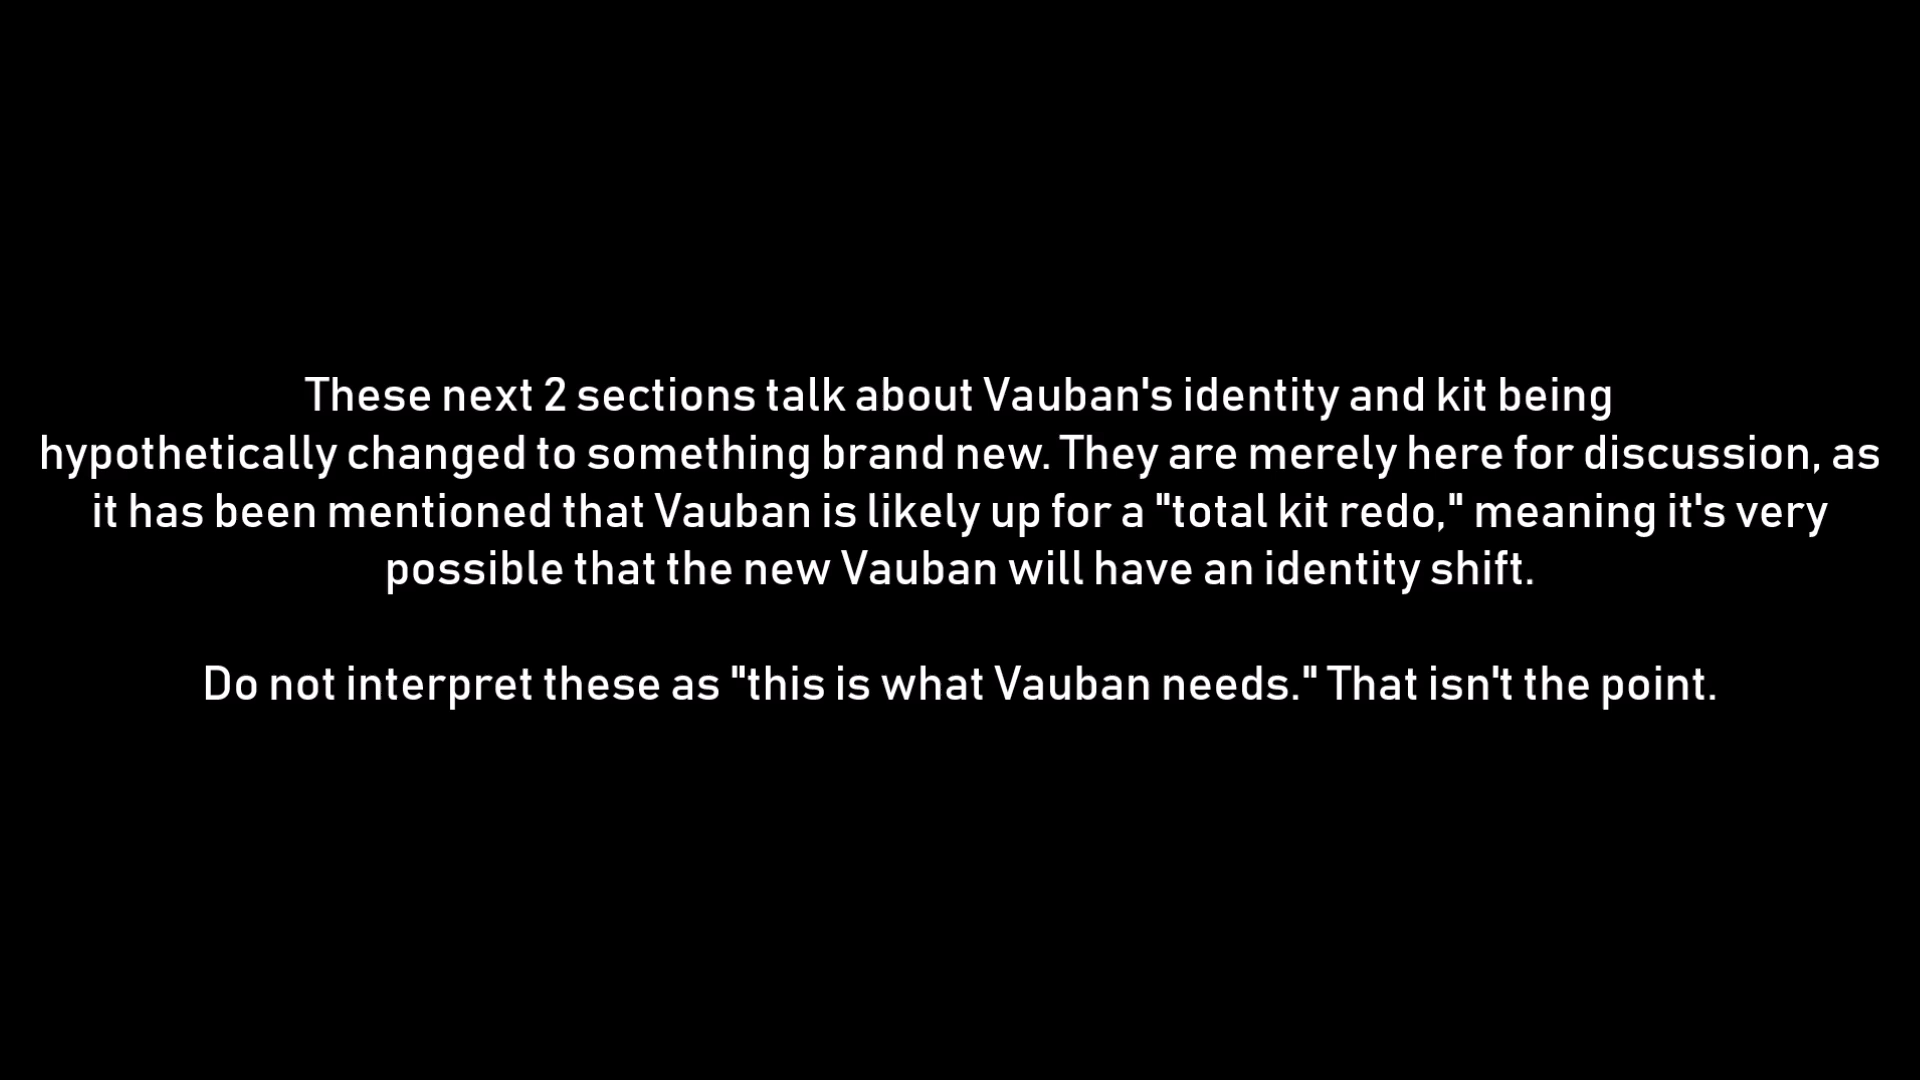 These next 2 sections talk about Vauban's identity and kit being
hypothetically changed to something brand new. They are merely here for discussion, as
it has been mentioned that Vauban is likely up for a "total kit redo," meaning it's very
possible that the new Vauban will have an identity shift.
Do not interpret these as "this is what Vauban needs." That isn't the point.